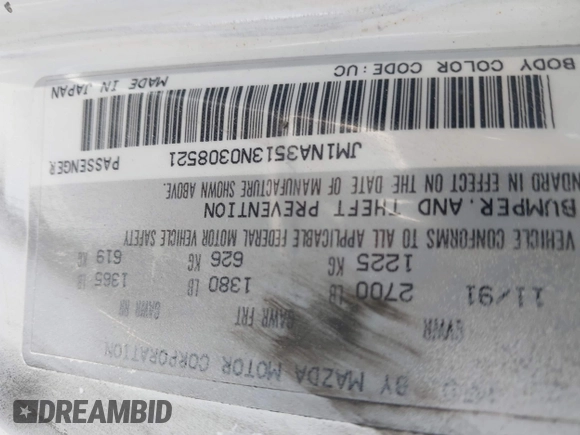 BY MAZDA MOTOR CORPORATION
11/91
GVWR GAWR FRT GAWR RR
2700 LB 1380 LB 1365 LB
1225 KG 626 KG 619 KG
VEHICLE CONFORMS TO ALL APPLICABLE FEDERAL MOTOR VEHICLE SAFETY
BUMPER. AND THEFT PREVENTION
NDARD IN EFFECT ON THE DATE OF MANUFACTURE SHOWN ABOVE.
JM1NA3513N0308521 PASSENGER
BODY COLOR CODE:UC MADE IN JAPAN
DREAMBID